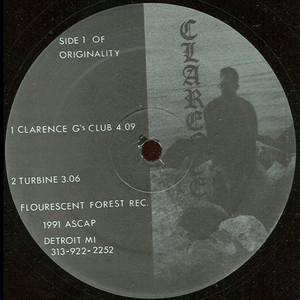 SIDE 1 OF
ORIGINALITY
CLARENCE
1 CLARENCE G's CLUB 4.09
2 TURBINE 3.06
FLOURESCENT FOREST REC.
1991 ASCAP
DETROIT MI
313-922-2252